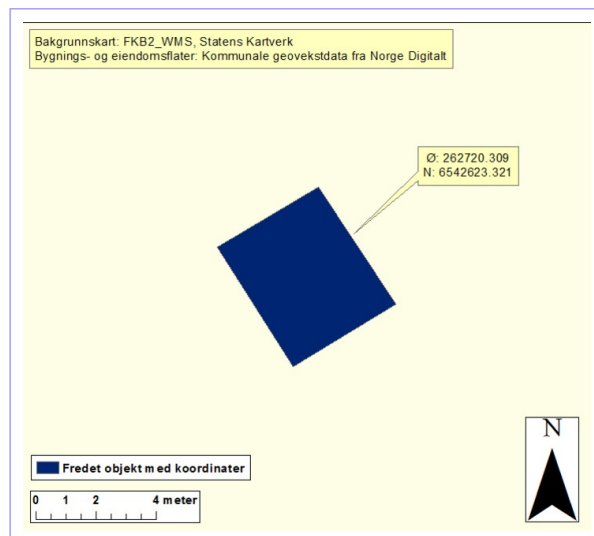 Bakgrunnskart: FKB2_WMS, Statens Kartverk
Bygnings- og eiendomsflater: Kommunale geovekstdata fra Norge Digitalt
Ø: 262720.309
N: 6542623.321
N
Fredet objekt med koordinater
0 1 2 4 meter